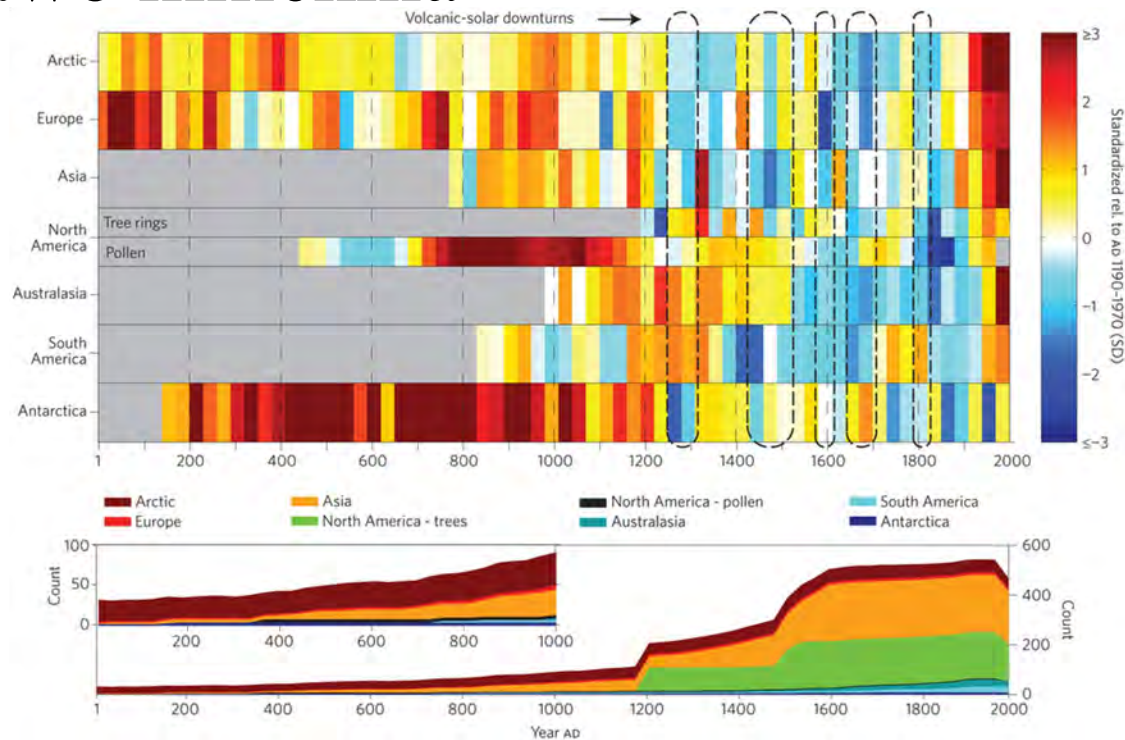 Volcanic-solar downturns
Arctic
Europe
Asia
Tree rings
North
America
Pollen
Australasia
South
America
Antarctica
1 200 400 600 800 1000 1200 1400 1600 1800 2000
≥3
2
1
0
−1
−2
≤−3
Standardized rel. to AD 1190–1970 (SD)
Arctic Asia North America - pollen South America
Europe North America - trees Australasia Antarctica
100
50
0
Count
200 400 600 800 1000
600
400
200
0
Count
1 200 400 600 800 1000 1200 1400 1600 1800 2000
Year AD